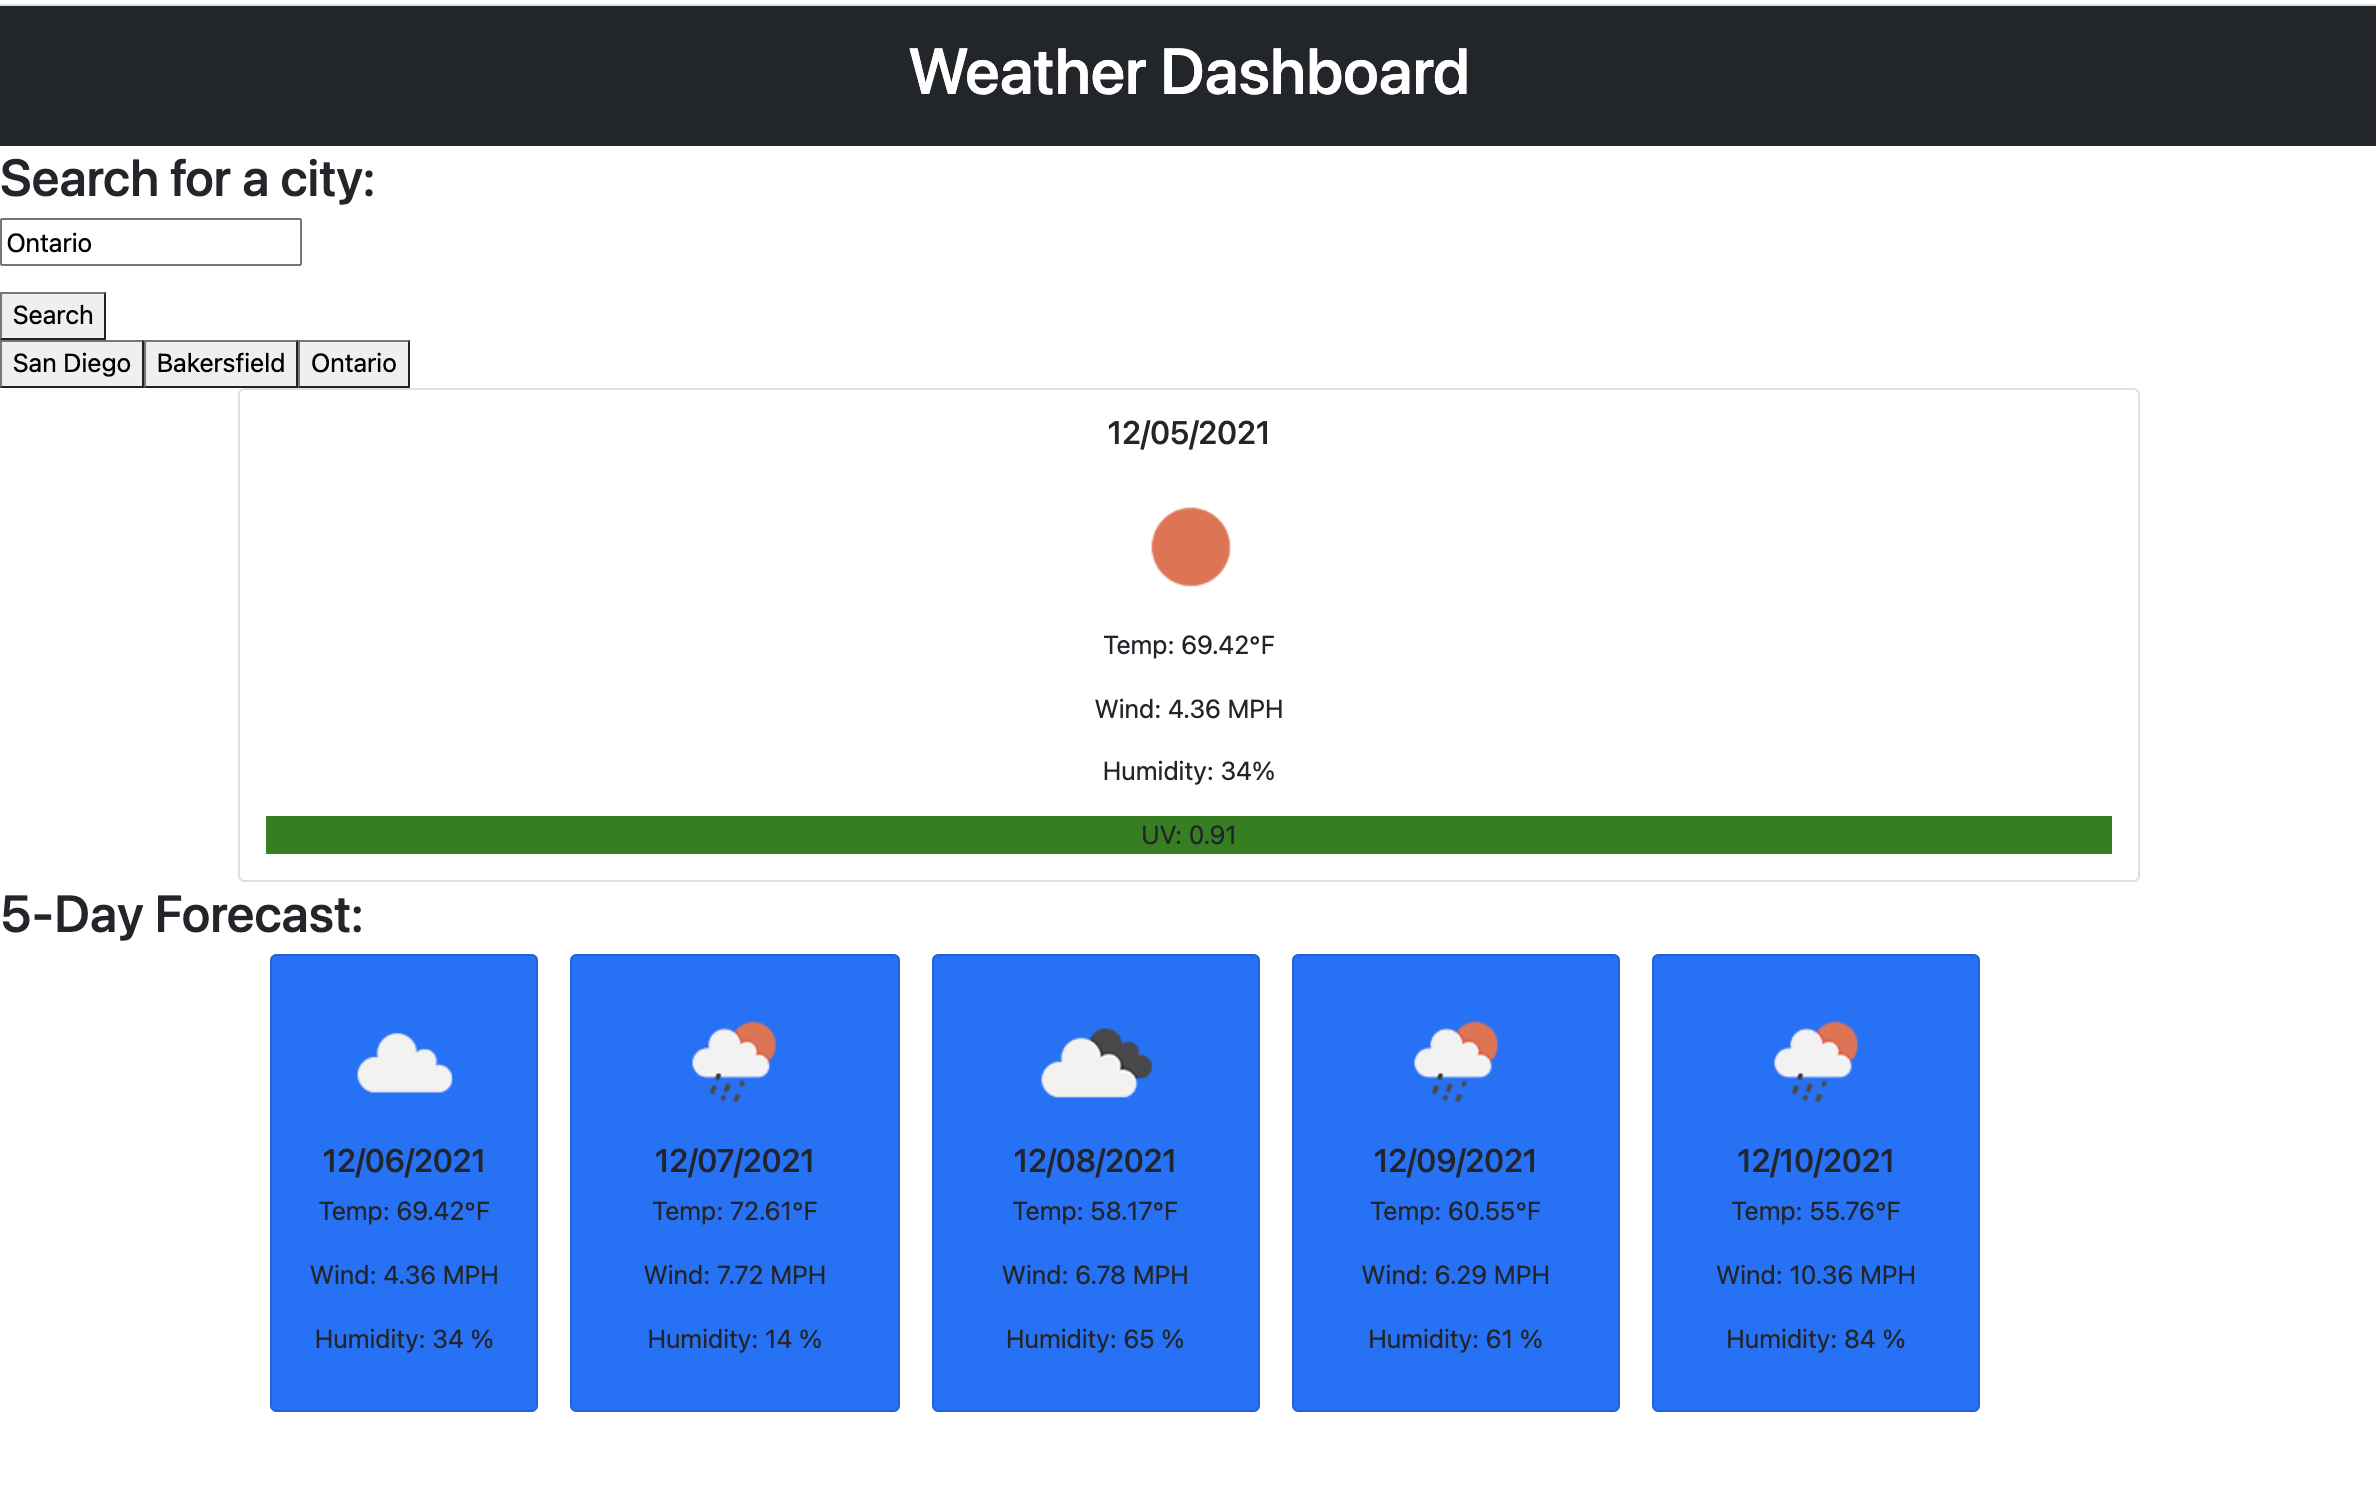 Weather Dashboard
Search for a city:
Ontario
Search
San Diego Bakersfield Ontario
12/05/2021
Temp: 69.42°F
Wind: 4.36 MPH
Humidity: 34%
UV: 0.91
5-Day Forecast:
12/06/2021
Temp: 69.42°F
Wind: 4.36 MPH
Humidity: 34 %
12/07/2021
Temp: 72.61°F
Wind: 7.72 MPH
Humidity: 14 %
12/08/2021
Temp: 58.17°F
Wind: 6.78 MPH
Humidity: 65 %
12/09/2021
Temp: 60.55°F
Wind: 6.29 MPH
Humidity: 61 %
12/10/2021
Temp: 55.76°F
Wind: 10.36 MPH
Humidity: 84 %